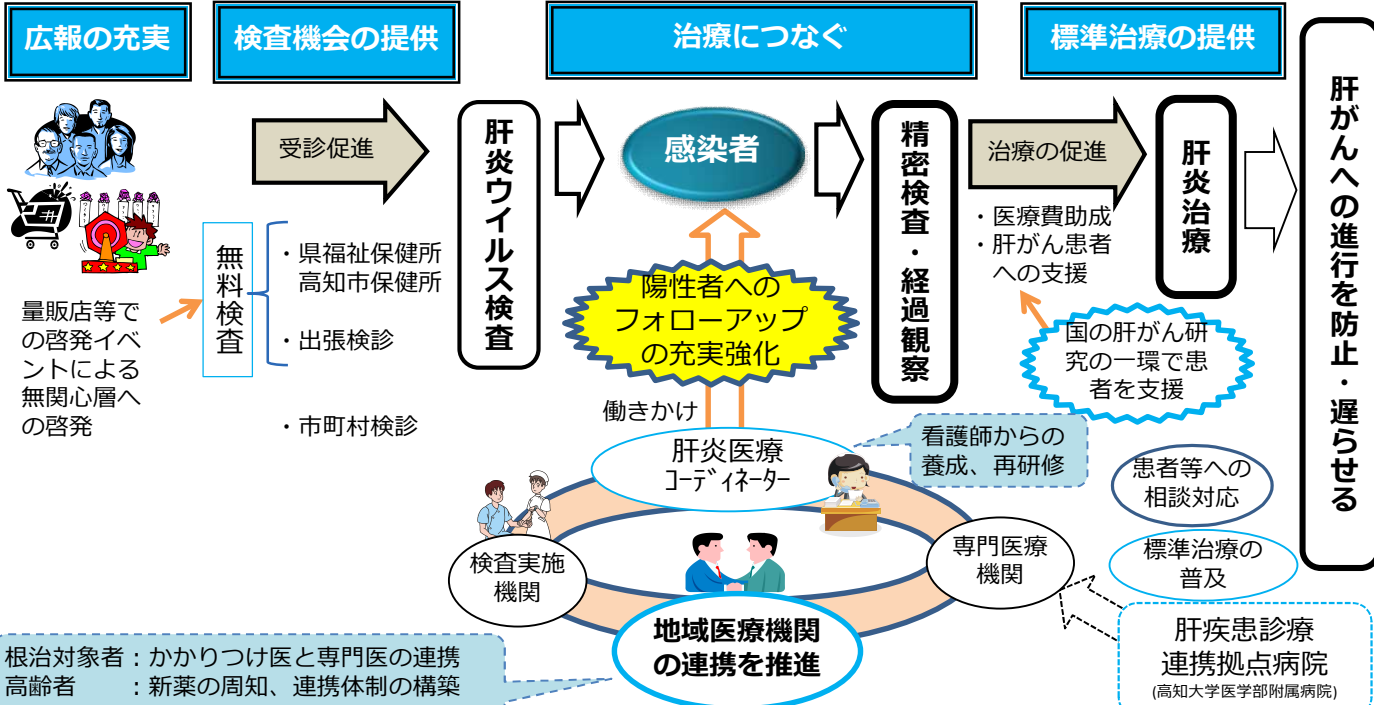 広報の充実
検査機会の提供
治療につなぐ
標準治療の提供
受診促進
肝炎ウイルス検査
感染者
精密検査・経過観察
治療の促進
肝炎治療
肝がんへの進行を防止・遅らせる
・医療費助成
・肝がん患者
への支援
国の肝がん研
究の一環で患
者を支援
量販店等で
の啓発イベ
ントによる
無関心層へ
の啓発
無料検査
・県福祉保健所
高知市保健所
・出張検診
・市町村検診
陽性者への
フォローアップ
の充実強化
働きかけ
肝炎医療
ｺｰﾃﾞｨﾈｰﾀｰ
看護師からの
養成、再研修
患者等への
相談対応
検査実施
機関
専門医療
機関
標準治療の
普及
地域医療機関
の連携を推進
肝疾患診療
連携拠点病院
(高知大学医学部附属病院)
根治対象者：かかりつけ医と専門医の連携
高齢者　　：新薬の周知、連携体制の構築